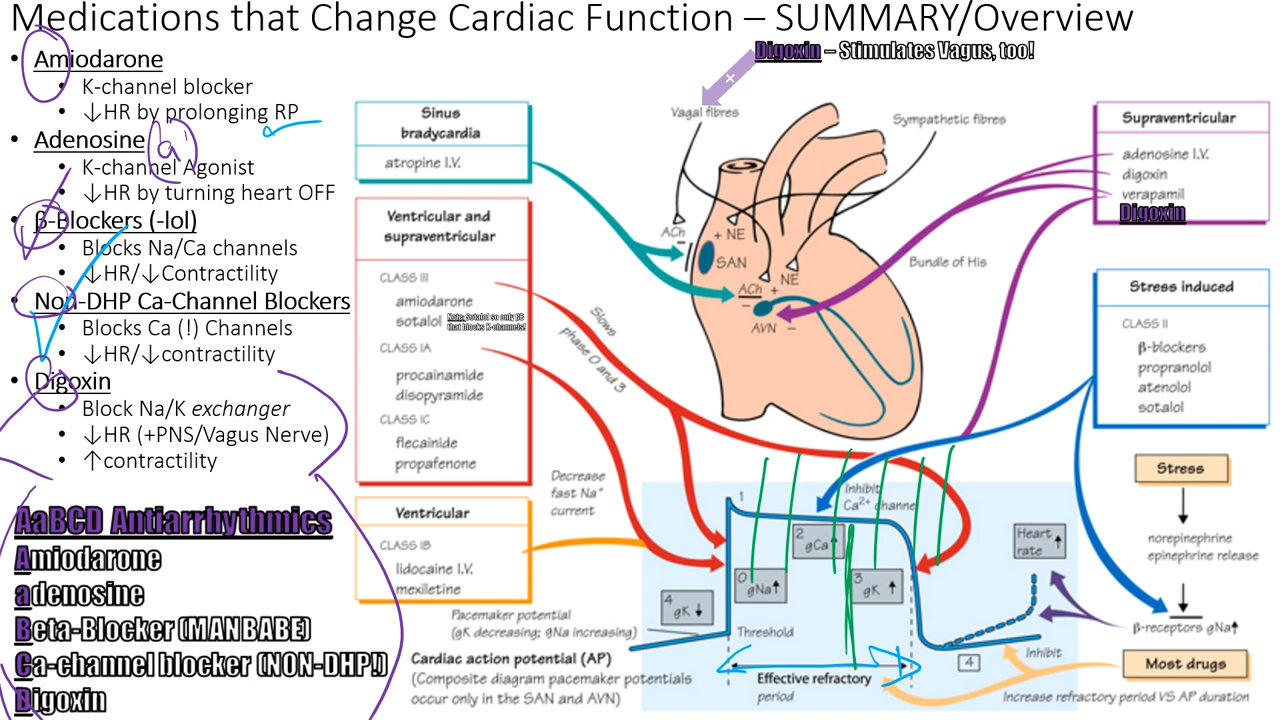 Medications that Change Cardiac Function – SUMMARY/Overview
• Amiodarone
• K-channel blocker
• ↓HR by prolonging RP
• Adenosine
a
• K-channel Agonist
• ↓HR by turning heart OFF
• β-Blockers (-lol)
• Blocks Na/Ca channels
• ↓HR/↓Contractility
• Non-DHP Ca-Channel Blockers
• Blocks Ca (!) Channels
• ↓HR/↓contractility
• Digoxin
• Block Na/K exchanger
• ↓HR (+PNS/Vagus Nerve)
• ↑contractility
AaBCD Antiarrhythmics
Amiodarone
adenosine
Beta-Blocker (MANBABE)
Ca-channel blocker (NON-DHP!)
Digoxin
Sinus
bradycardia
atropine I.V.
Ventricular and
supraventricular
CLASS III
amiodarone
sotalol
Note: Sotalol so only βB
that blocks K-channels!
CLASS IA
procainamide
disopyramide
CLASS IC
flecainide
propafenone
Ventricular
CLASS IB
lidocaine I.V.
mexiletine
Digoxin – Stimulates Vagus, too!
+
Vagal fibres
Sympathetic fibres
ACh
–
+ NE
SAN
NE
ACh +
–
AVN –
Bundle of His
Slows
phase 0 and 3
Decrease
fast Na+
current
Supraventricular
adenosine I.V.
digoxin
verapamil
Digoxin
Stress induced
CLASS II
β-blockers
propranolol
atenolol
sotalol
Stress
norepinephrine
epinephrine release
β-receptors gNa↑
Most drugs
Inhibit
Ca2+ channel
1
2
gCa↑
0
gNa↑
3
gK ↑
4
gK ↓
Heart
rate ↑
Pacemaker potential
(gK decreasing; gNa increasing)
Threshold
4
Inhibit
Cardiac action potential (AP)
(Composite diagram pacemaker potentials
occur only in the SAN and AVN)
Effective refractory
period
Increase refractory period VS AP duration